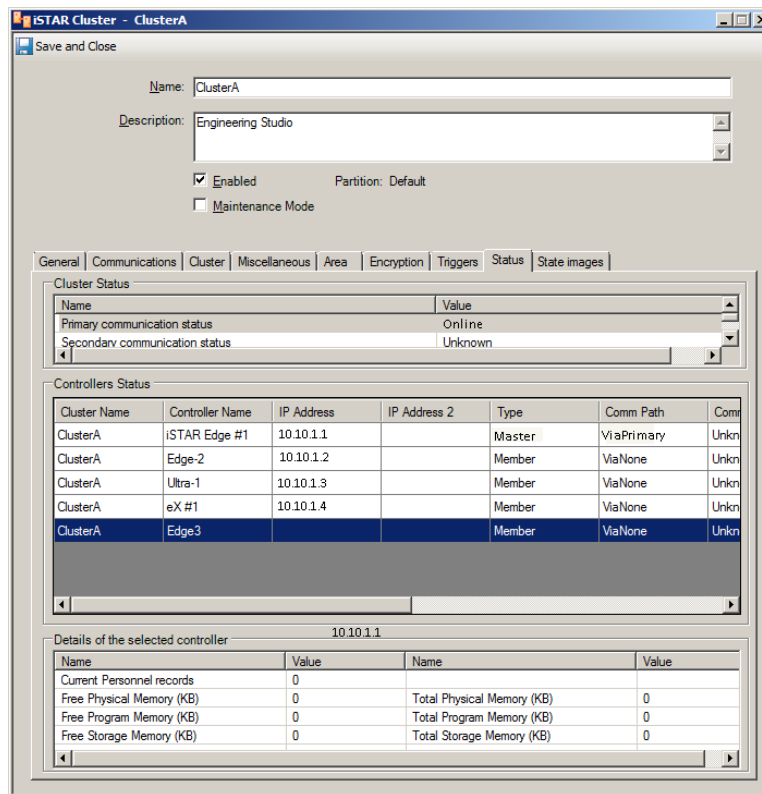 iSTAR Cluster - ClusterA
Save and Close
Name: ClusterA
Description: Engineering Studio
Enabled Partition: Default
Maintenance Mode
General Communications Cluster Miscellaneous Area Encryption Triggers Status State images
Cluster Status
Name Value
Primary communication status Online
Secondary communication status Unknown
Controllers Status
Cluster Name Controller Name IP Address IP Address 2 Type Comm Path Comr
ClusterA iSTAR Edge #1 10.10.1.1 Master ViaPrimary Unkn
ClusterA Edge-2 10.10.1.2 Member ViaNone Unkn
ClusterA Ultra-1 10.10.1.3 Member ViaNone Unkn
ClusterA eX #1 10.10.1.4 Member ViaNone Unkn
ClusterA Edge3 Member ViaNone Unkn
10.10.1.1
Details of the selected controller
Name Value Name Value
Current Personnel records 0
Free Physical Memory (KB) 0 Total Physical Memory (KB) 0
Free Program Memory (KB) 0 Total Program Memory (KB) 0
Free Storage Memory (KB) 0 Total Storage Memory (KB) 0